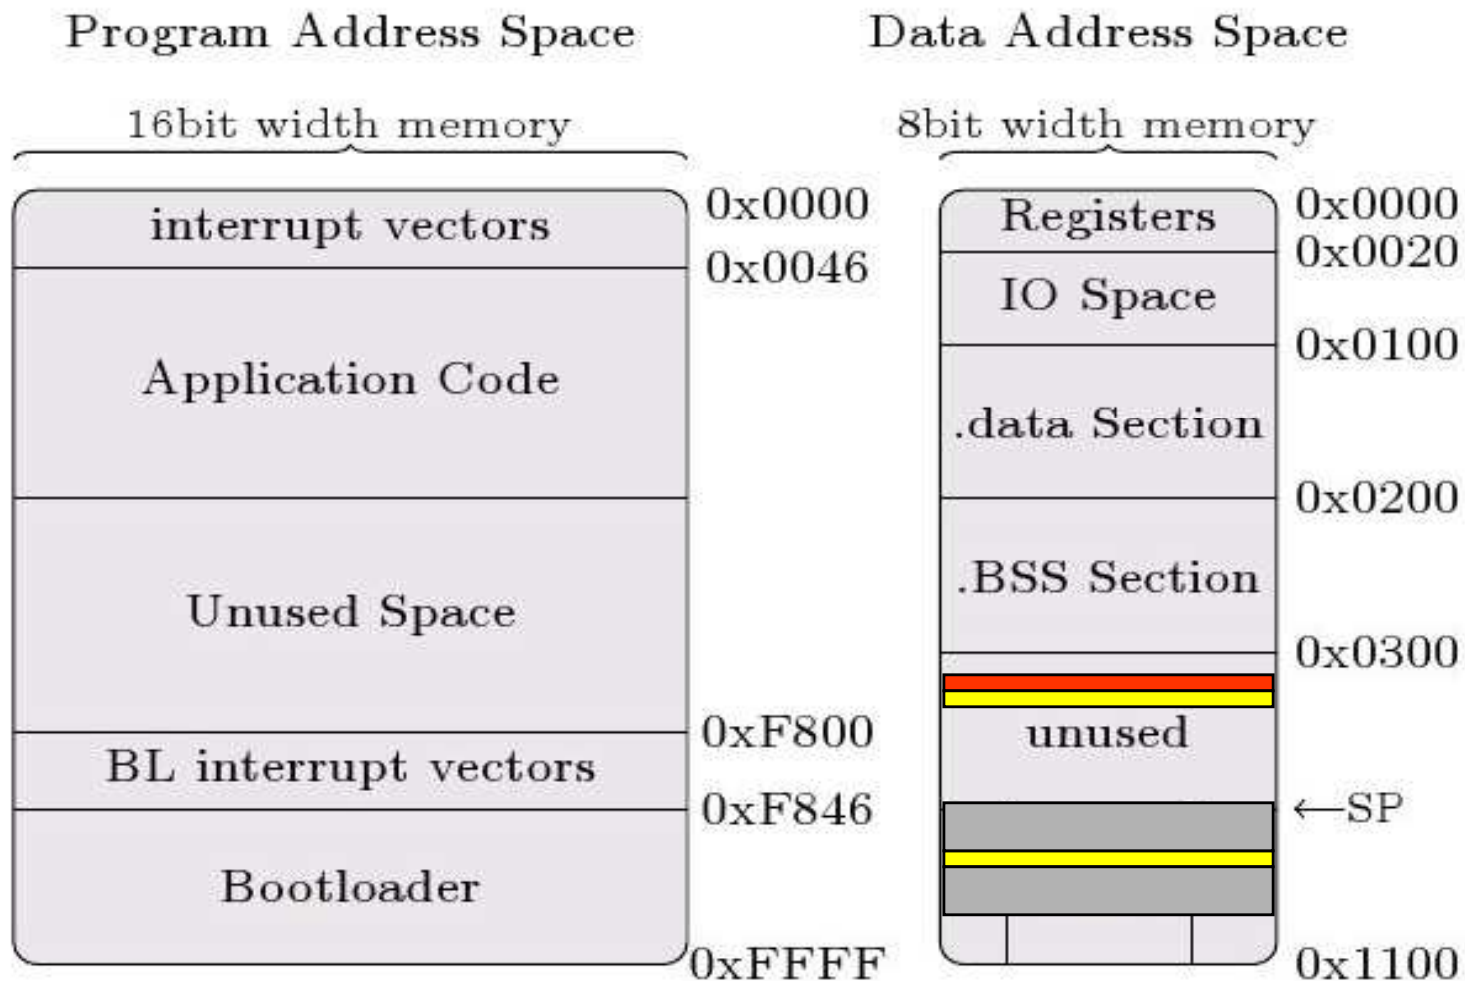 Program Address Space
Data Address Space
16bit width memory
8bit width memory
interrupt vectors
0x0000
0x0046
Application Code
Unused Space
0xF800
BL interrupt vectors
0xF846
Bootloader
0xFFFF
Registers
0x0000
0x0020
IO Space
0x0100
.data Section
0x0200
.BSS Section
0x0300
unused
←SP
0x1100